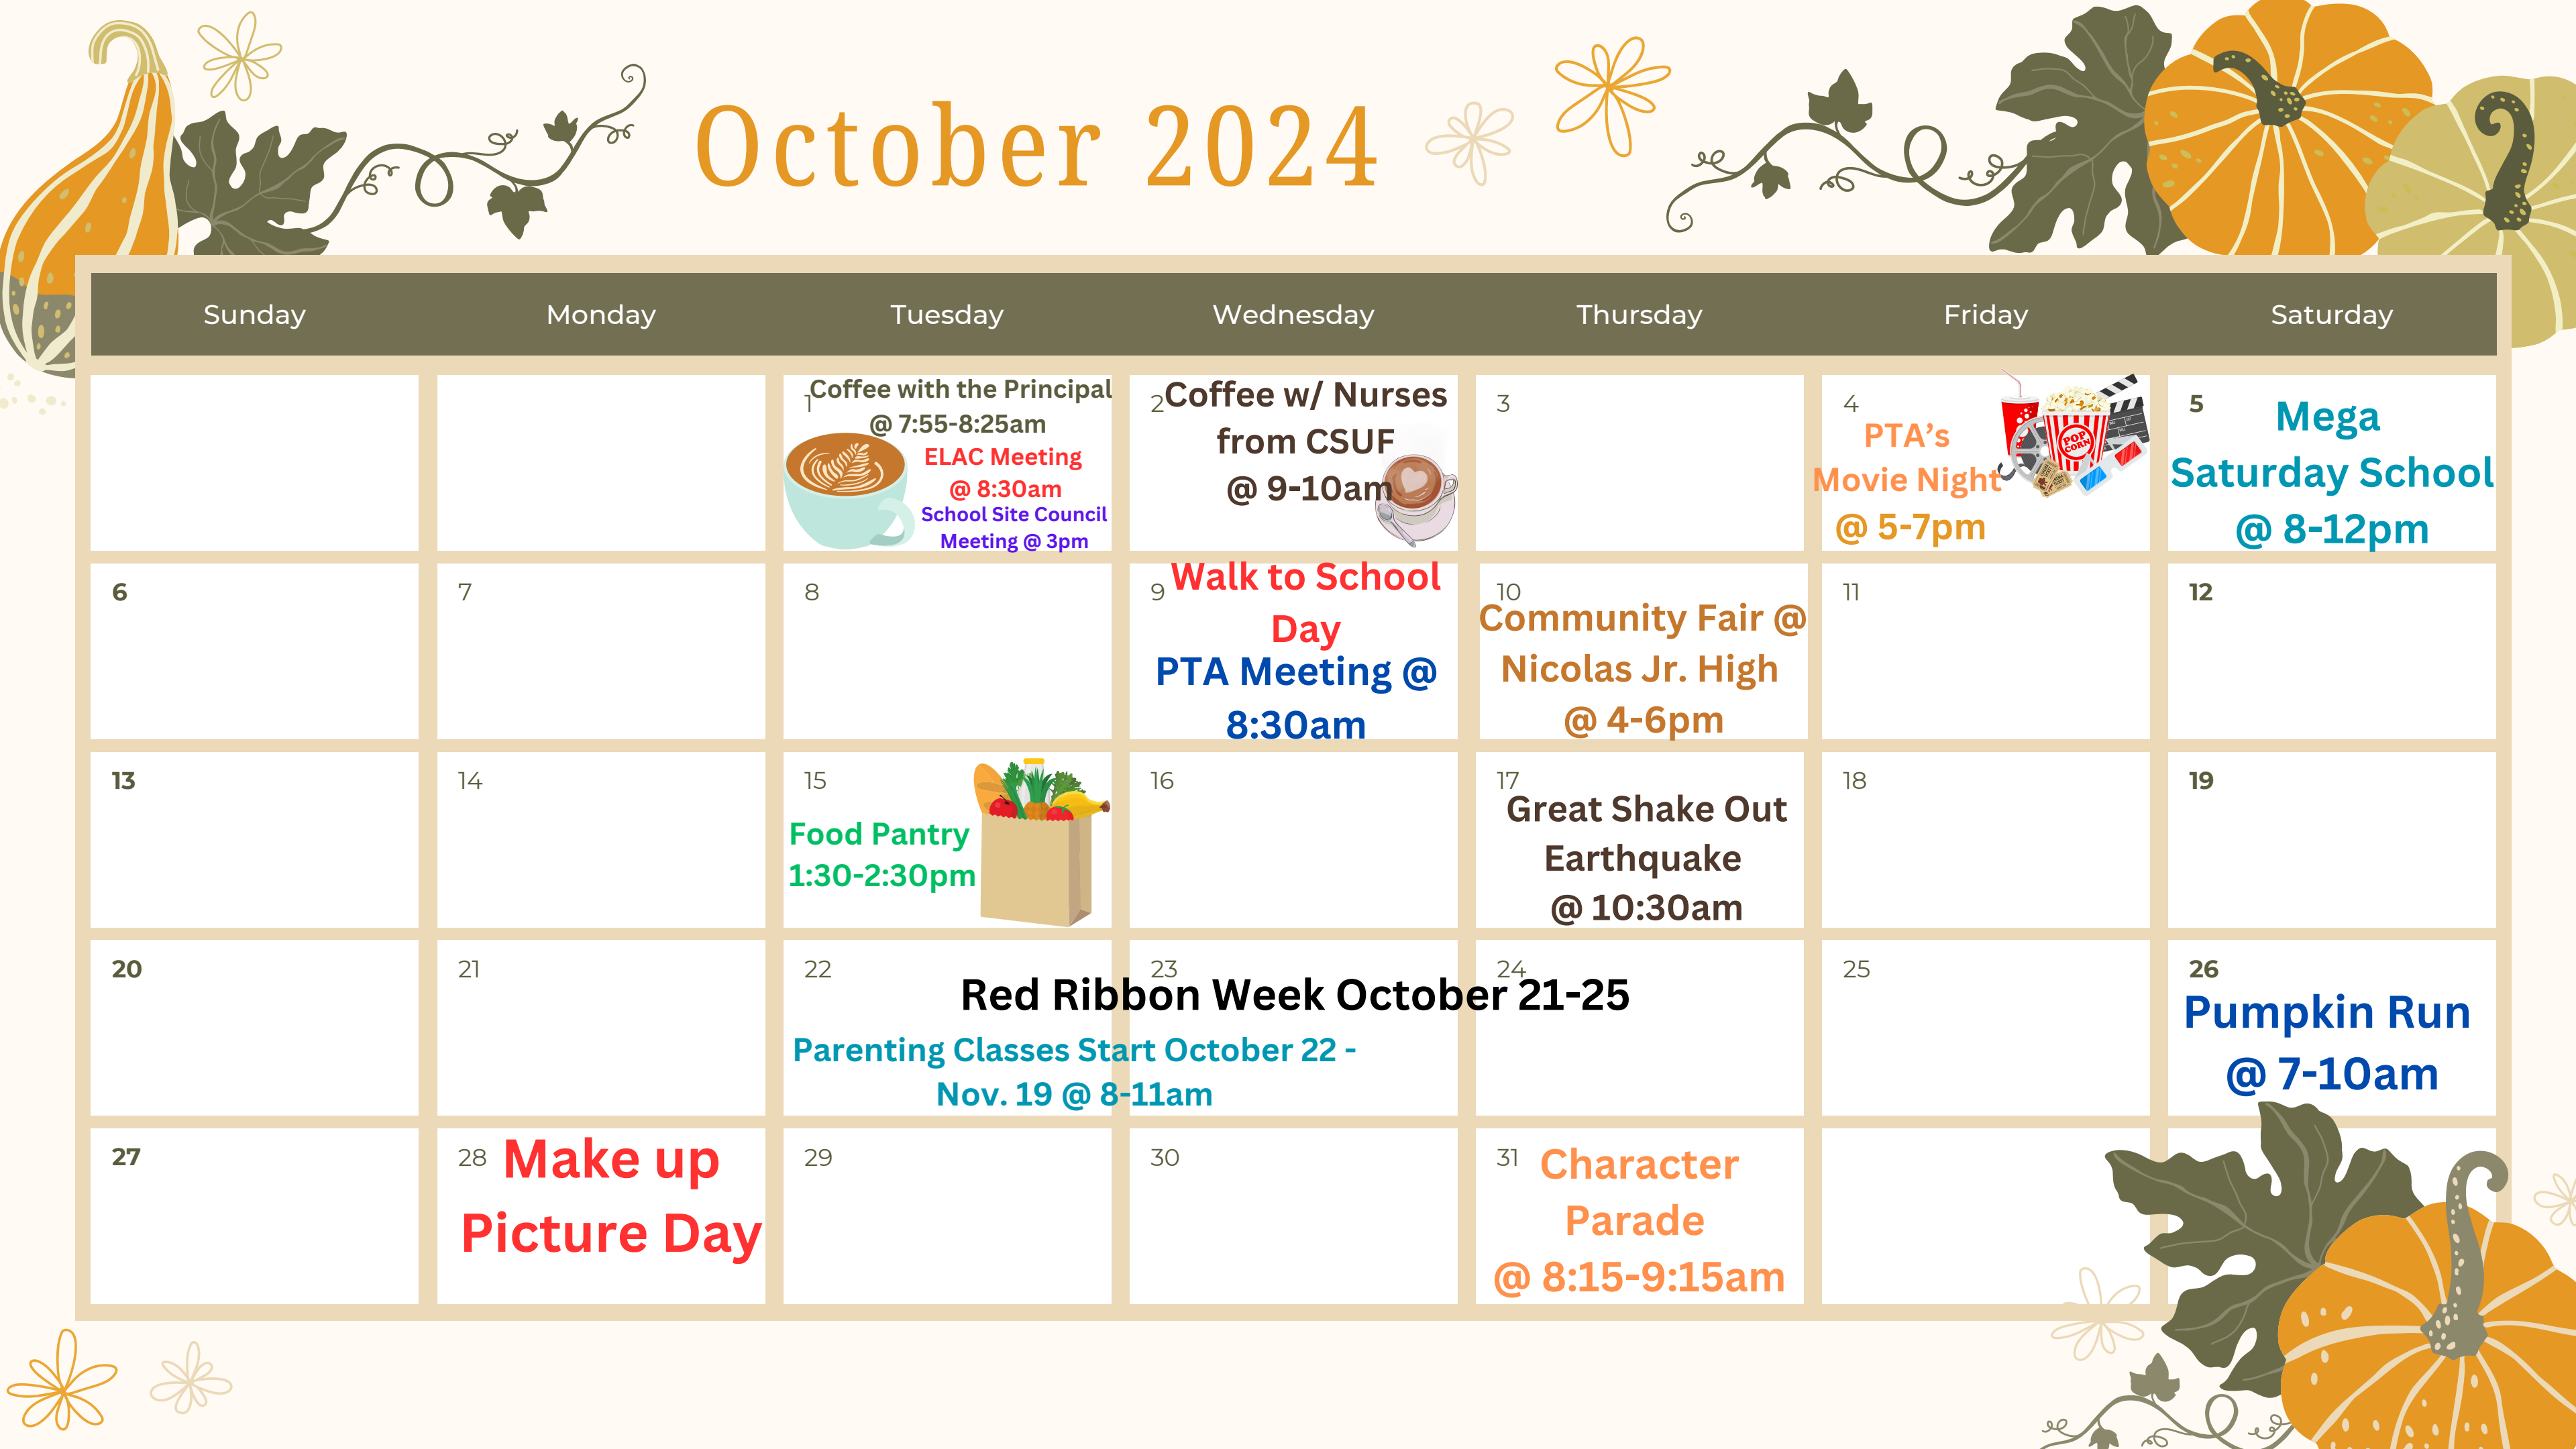 October 2024
Sunday Monday Tuesday Wednesday Thursday Friday Saturday
1
Coffee with the Principal
@ 7:55-8:25am
ELAC Meeting
@ 8:30am
School Site Council
Meeting @ 3pm
2
Coffee w/ Nurses
from CSUF
@ 9-10am
3
4
PTA’s
Movie Night
@ 5-7pm
POP
CORN
5
Mega
Saturday School
@ 8-12pm
6
7
8
9
Walk to School
Day
PTA Meeting @
8:30am
10
Community Fair @
Nicolas Jr. High
@ 4-6pm
11
12
13
14
15
Food Pantry
1:30-2:30pm
16
17
Great Shake Out
Earthquake
@ 10:30am
18
19
20
21
22
23
24
25
Red Ribbon Week October 21-25
Parenting Classes Start October 22 -
Nov. 19 @ 8-11am
26
Pumpkin Run
@ 7-10am
27
28
Make up
Picture Day
29
30
31
Character
Parade
@ 8:15-9:15am